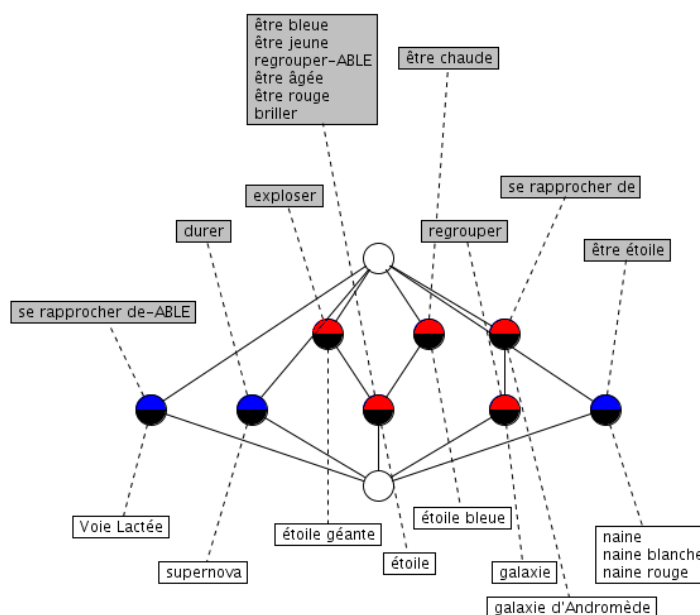 être bleue
être jeune
regrouper-ABLE
être âgée
être rouge
briller
être chaude
exploser
se rapprocher de
durer
regrouper
être étoile
se rapprocher de-ABLE
Voie Lactée
étoile géante
étoile bleue
supernova
étoile
galaxie
naine
naine blanche
naine rouge
galaxie d'Andromède